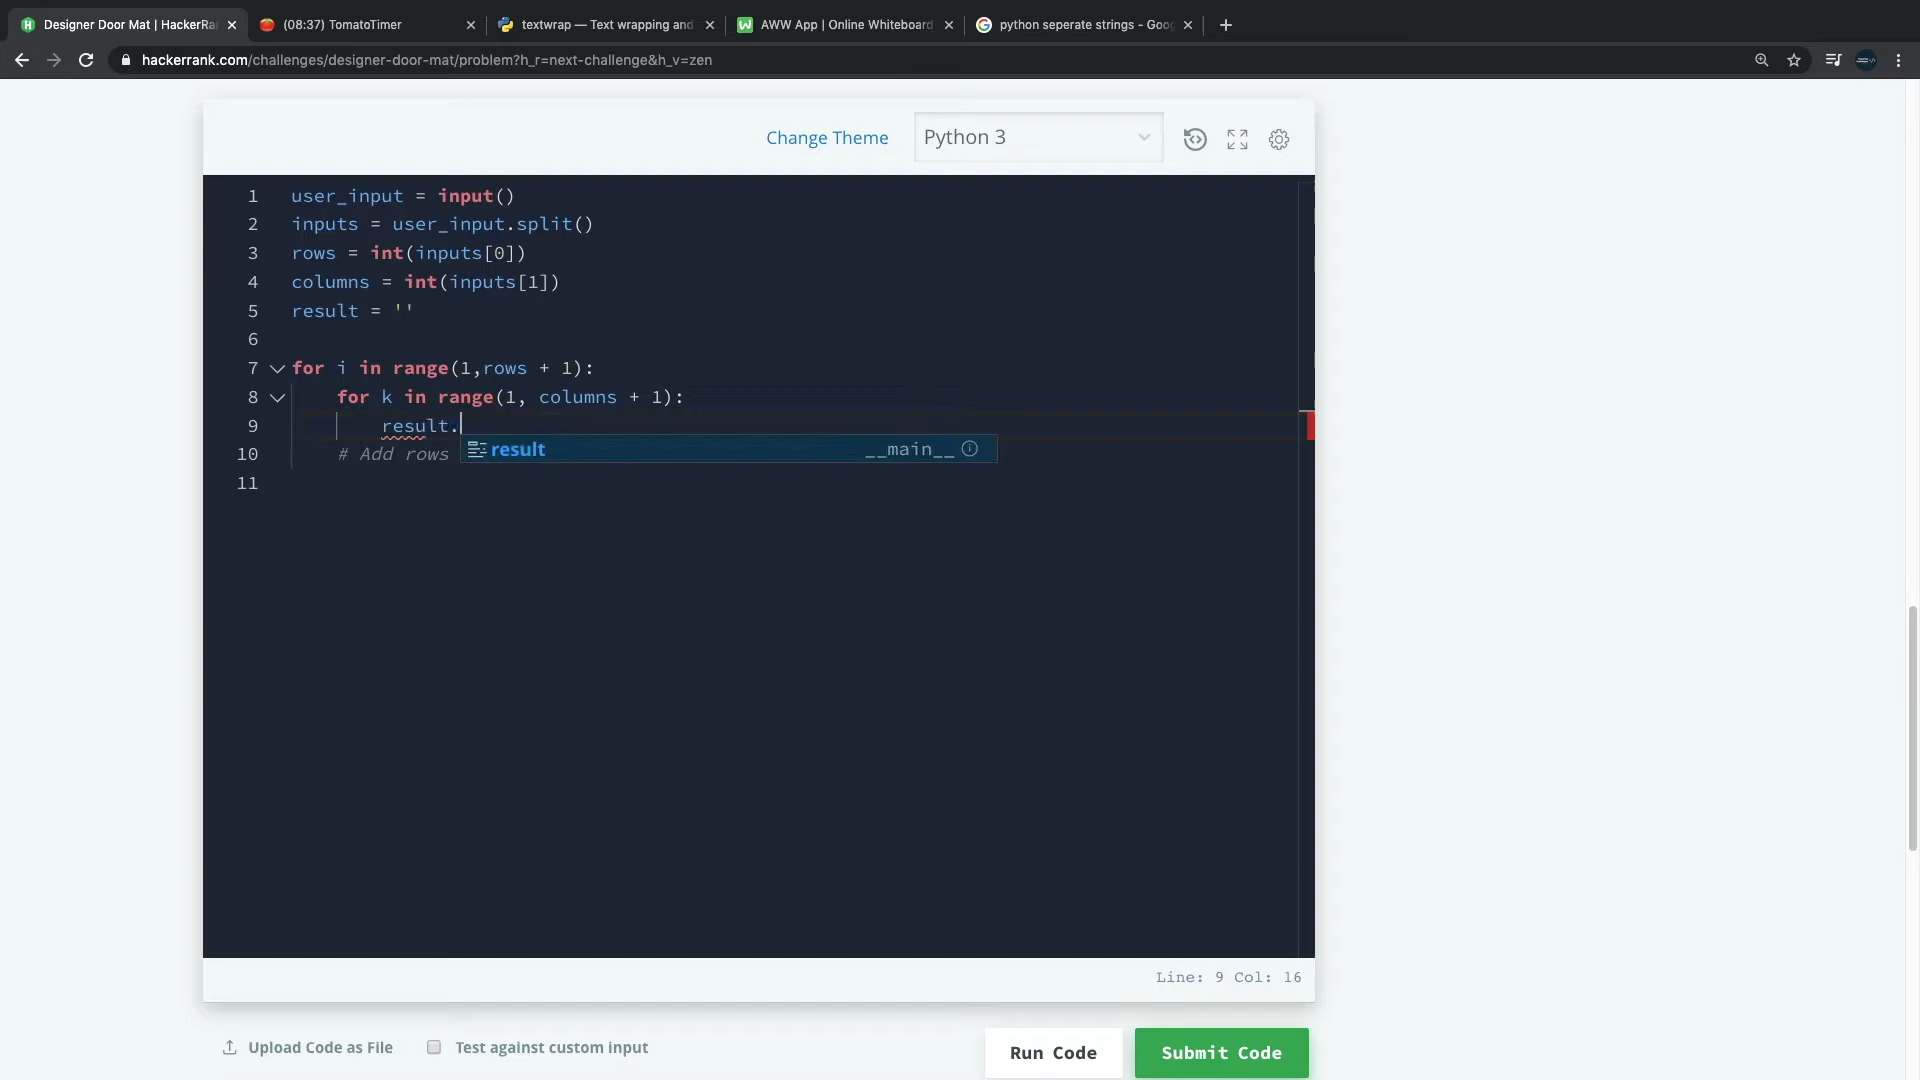 Designer Door Mat | HackerRa
(08:37) TomatoTimer
textwrap — Text wrapping and
AWW App | Online Whiteboard
python seperate strings - Goo
hackerrank.com/challenges/designer-door-mat/problem?h_r=next-challenge&h_v=zen
Change Theme
Python 3
1 user_input = input()
2 inputs = user_input.split()
3 rows = int(inputs[0])
4 columns = int(inputs[1])
5 result = ''
6
7 for i in range(1,rows + 1):
8 for k in range(1, columns + 1):
9 result.
result __main__
10 # Add rows
11
Line: 9 Col: 16
Upload Code as File
Test against custom input
Run Code
Submit Code